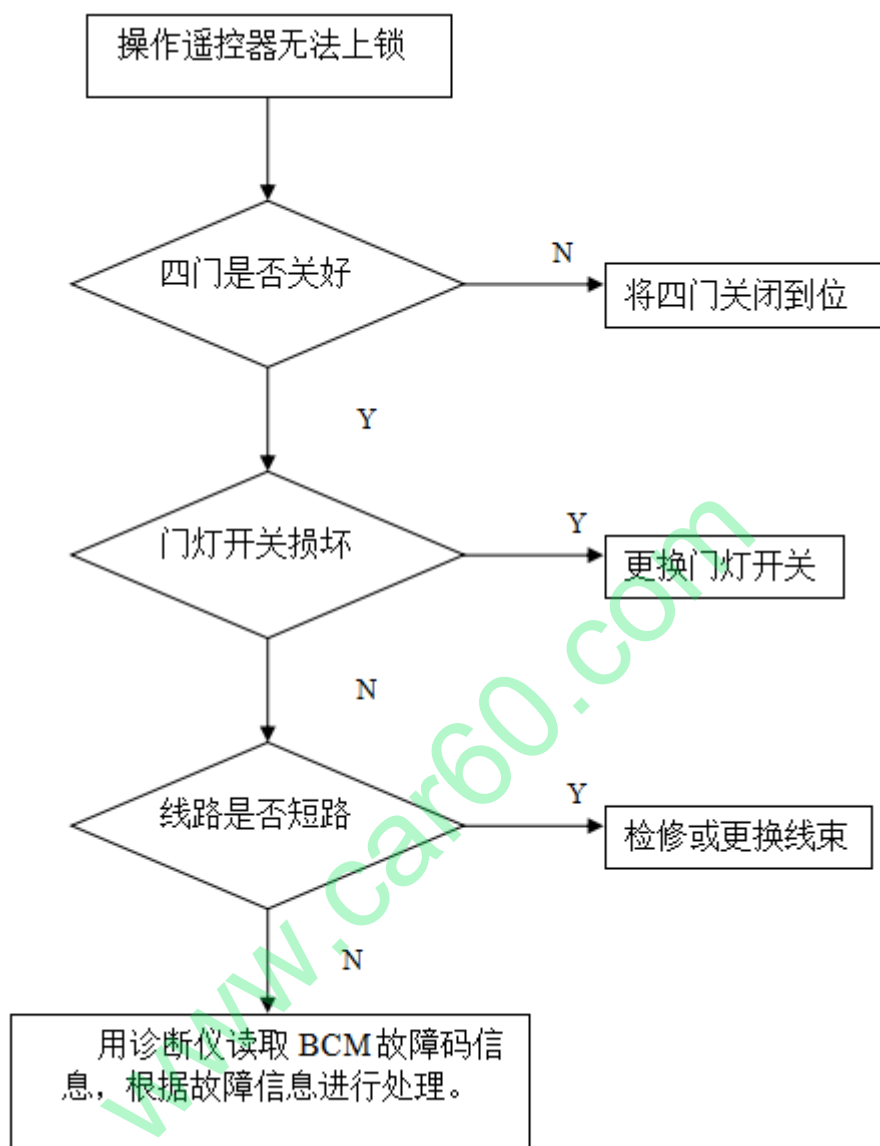 操作遥控器无法上锁
四门是否关好
N
将四门关闭到位
Y
门灯开关损坏
Y
更换门灯开关
N
线路是否短路
Y
检修或更换线束
N
用诊断仪读取 BCM 故障码信
息，根据故障信息进行处理。
www.car60.com